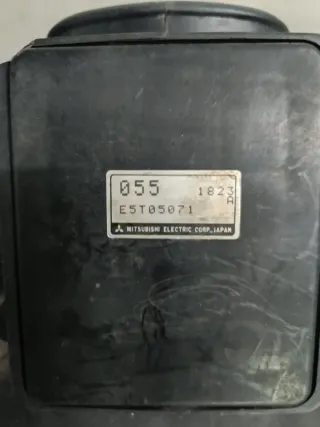 055 1823
A
E5T05071
MITSUBISHI ELECTRIC CORP., JAPAN